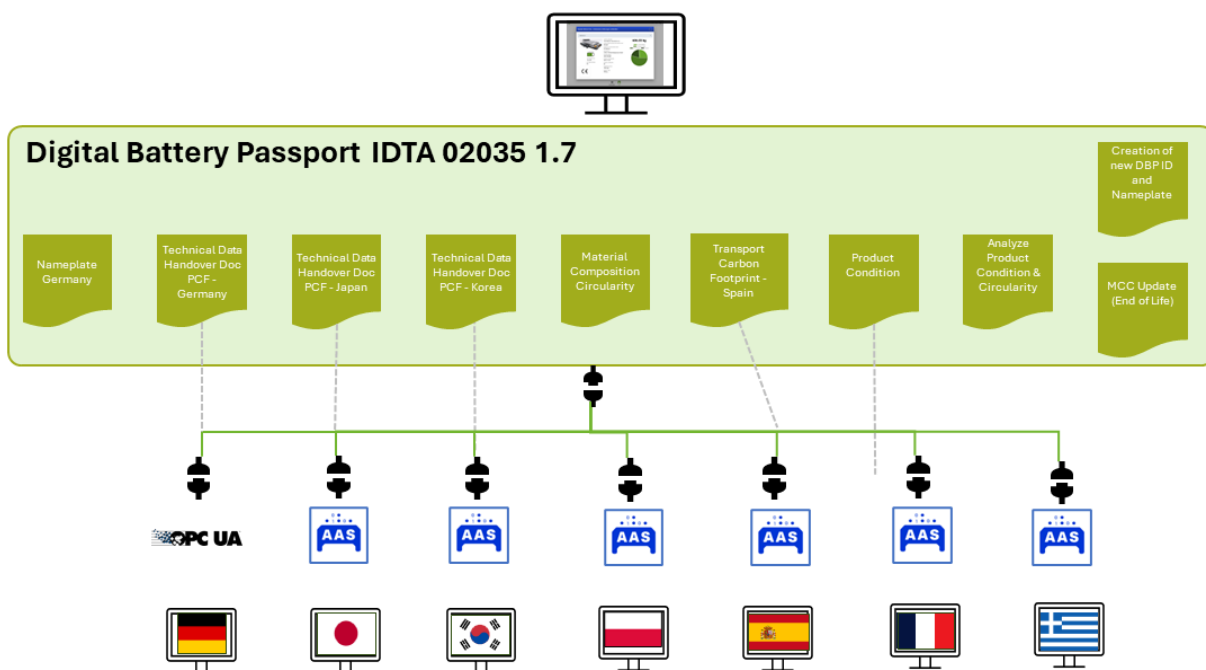 Digital Battery Passport IDTA 02035 1.7
Creation of
new DBP ID
and
Nameplate
Nameplate
Germany
Technical Data
Handover Doc
PCF -
Germany
Technical Data
Handover Doc
PCF - Japan
Technical Data
Handover Doc
PCF - Korea
Material
Composition
Circularity
Transport
Carbon
Footprint -
Spain
Product
Condition
Analyze
Product
Condition &
Circularity
MCC Update
(End of Life)
OPC UA
AAS
AAS
AAS
AAS
AAS
AAS